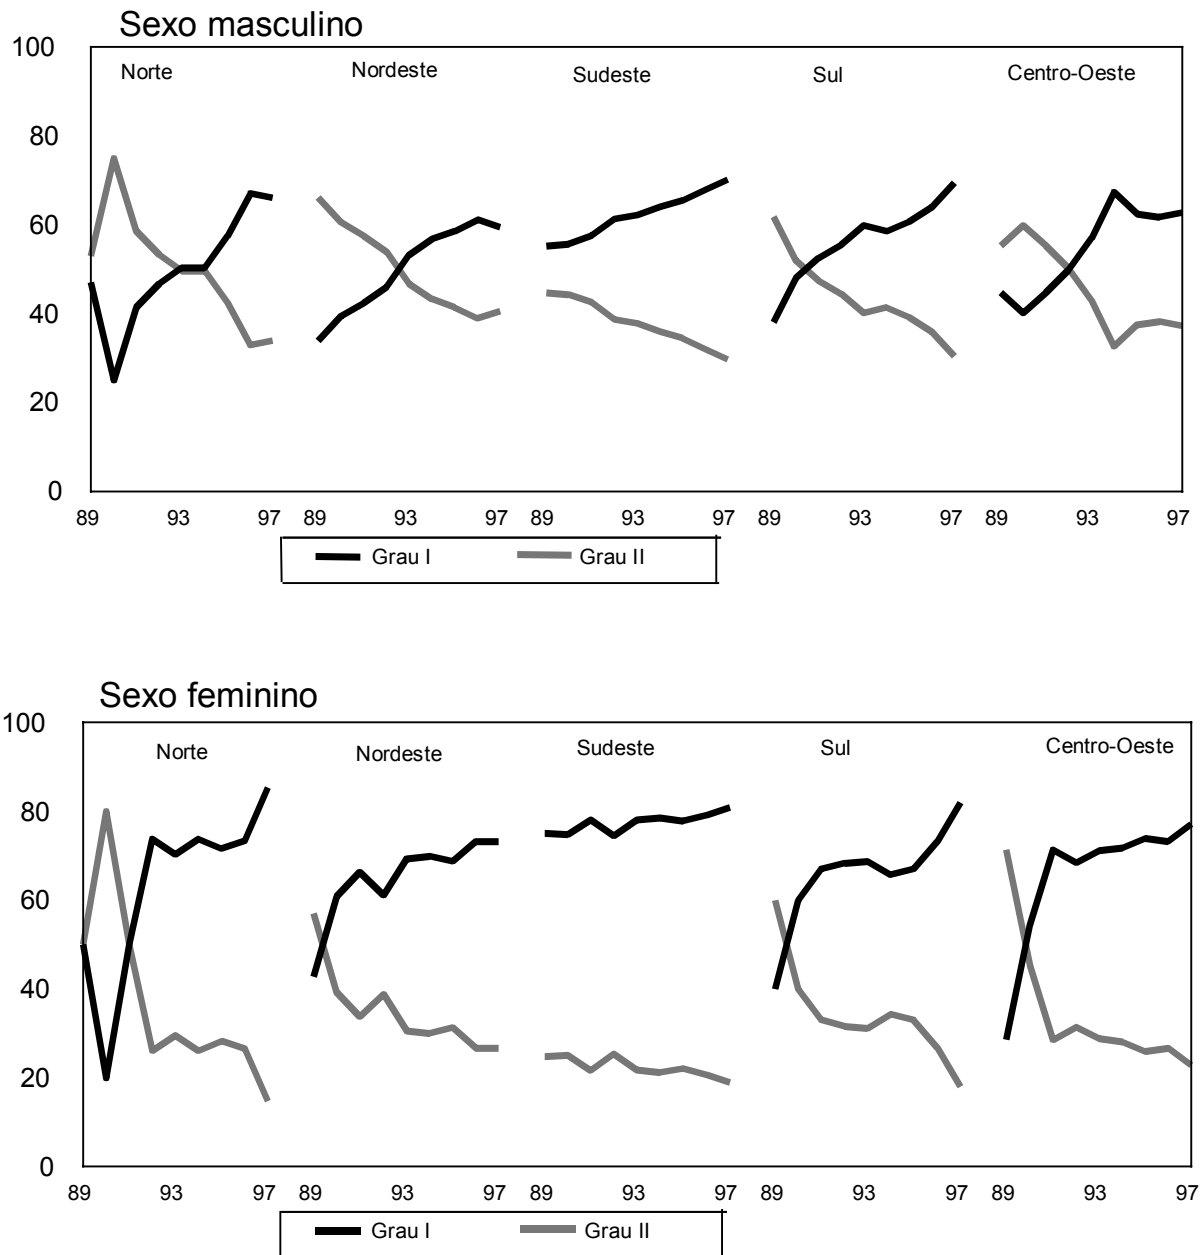 Sexo masculino
100
Norte
Nordeste
Sudeste
Sul
Centro-Oeste
80
60
40
20
0
89 93 97 89 93 97 89 93 97 89 93 97 89 93 97
Grau I Grau II
Sexo feminino
100
Norte
Nordeste
Sudeste
Sul
Centro-Oeste
80
60
40
20
0
89 93 97 89 93 97 89 93 97 89 93 97 89 93 97
Grau I Grau II